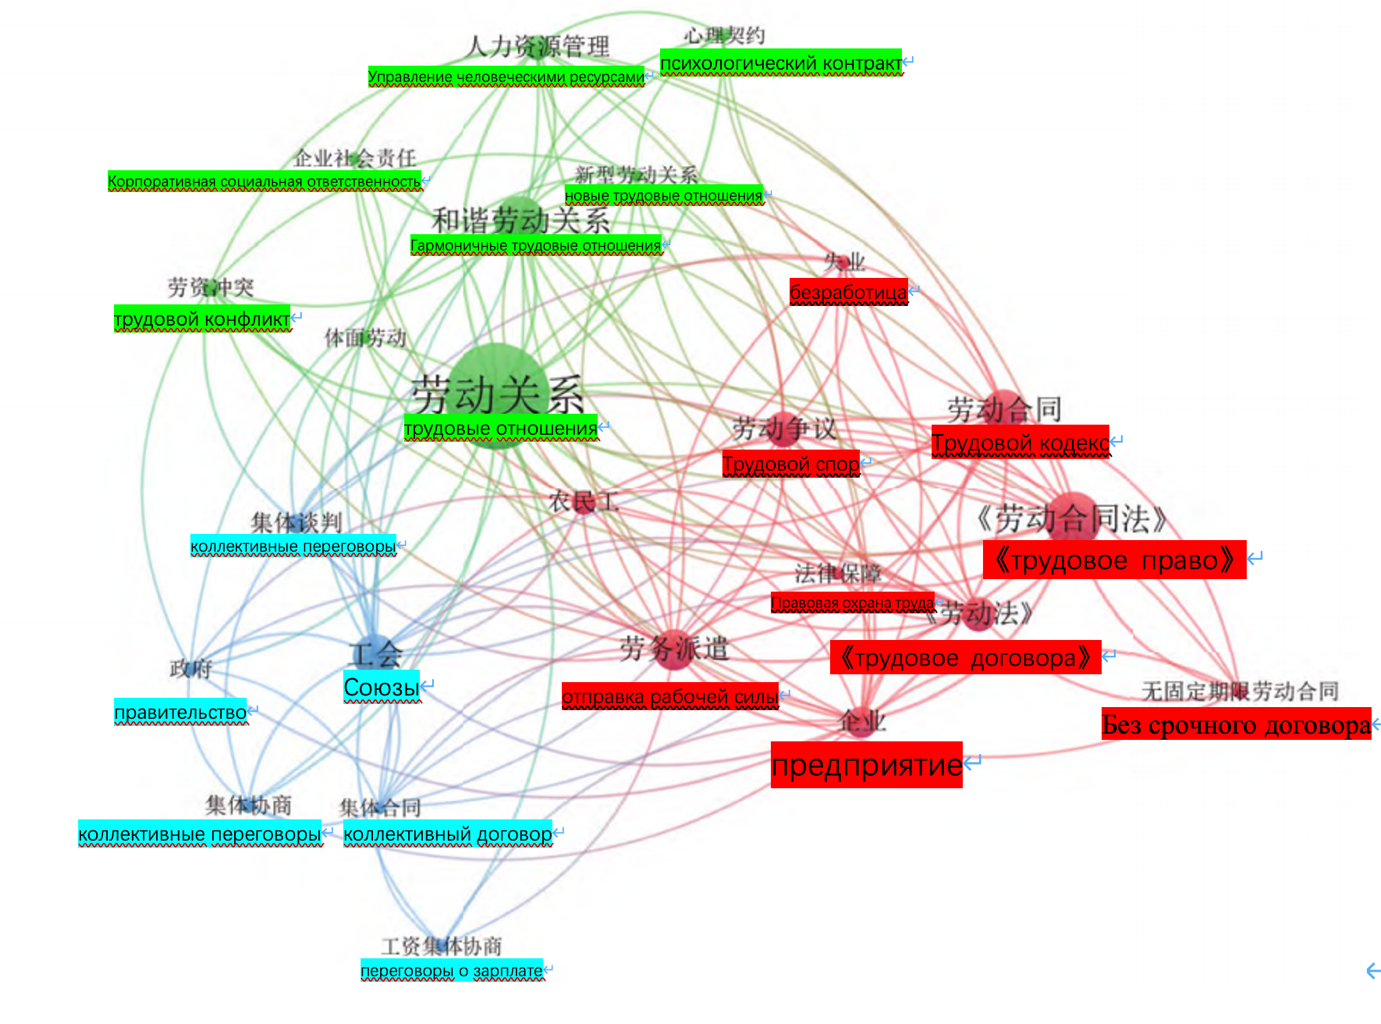 人力资源管理
Управление человеческими ресурсами
心理契约
психологический контракт
企业社会责任
Корпоративная социальная ответственность
新型劳动关系
новые трудовые отношения
和谐劳动关系
Гармоничные трудовые отношения
失业
безработица
劳资冲突
трудовой конфликт
体面劳动
劳动关系
трудовые отношения
劳动争议
Трудовой спор
劳动合同
Трудовой кодекс
农民工
集体谈判
коллективные переговоры
《劳动合同法》
《трудовое право》
法律保障
Правовая охрана труда
《劳动法》
《трудовое договора》
政府
правительство
工会
Союзы
劳务派遣
отправка рабочей силы
企业
предприятие
无固定期限劳动合同
Без срочного договора
集体协商
коллективные переговоры
集体合同
коллективный договор
工资集体协商
переговоры о зарплате